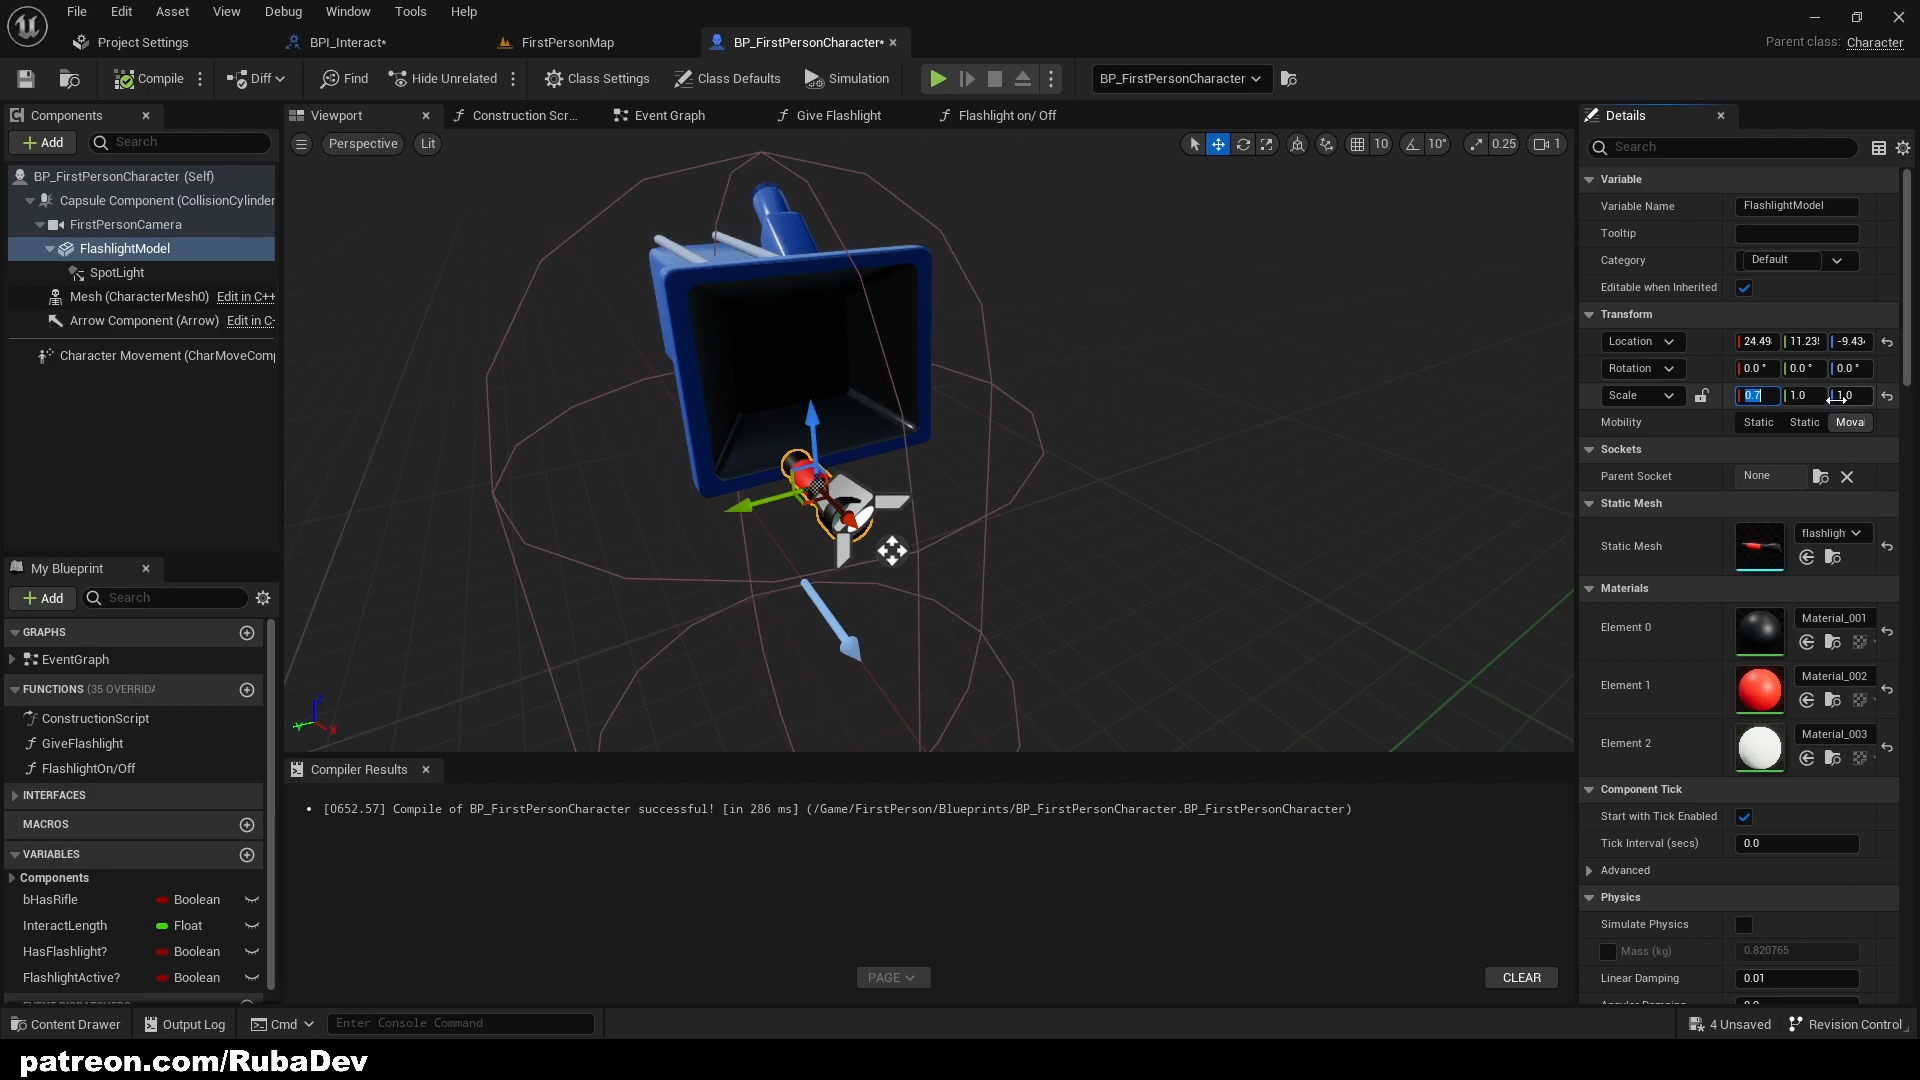 File Edit Asset View Debug Window Tools Help
Project Settings BPI_Interact* FirstPersonMap BP_FirstPersonCharacter* Parent class: Character
Compile Diff Find Hide Unrelated Class Settings Class Defaults Simulation BP_FirstPersonCharacter
Components
Add Search
BP_FirstPersonCharacter (Self)
Capsule Component (CollisionCylinder
FirstPersonCamera
FlashlightModel
SpotLight
Mesh (CharacterMesh0) Edit in C++
Arrow Component (Arrow) Edit in C-
Character Movement (CharMoveComp
My Blueprint
Add Search
GRAPHS
EventGraph
FUNCTIONS (35 OVERRIDA
ConstructionScript
GiveFlashlight
FlashlightOn/Off
INTERFACES
MACROS
VARIABLES
Components
bHasRifle Boolean
InteractLength Float
HasFlashlight? Boolean
FlashlightActive? Boolean
EVENT DISPATCHERS
Viewport Construction Scr... Event Graph Give Flashlight Flashlight on/ Off
Perspective Lit 10 10° 0.25 1
Z X
Compiler Results
• [0652.57] Compile of BP_FirstPersonCharacter successful! [in 286 ms] (/Game/FirstPerson/Blueprints/BP_FirstPersonCharacter.BP_FirstPersonCharacter)
PAGE CLEAR
Details
Search
Variable
Variable Name FlashlightModel
Tooltip
Category Default
Editable when Inherited
Transform
Location 24.49 11.23 -9.43
Rotation 0.0 ° 0.0 ° 0.0 °
Scale 0.7 1.0 1.0
Mobility Static Static Moval
Sockets
Parent Socket None
Static Mesh
Static Mesh flashligh
Materials
Element 0 Material_001
Element 1 Material_002
Element 2 Material_003
Component Tick
Start with Tick Enabled
Tick Interval (secs) 0.0
Advanced
Physics
Simulate Physics
Mass (kg) 0.820765
Linear Damping 0.01
Angular Damping 0.0
Content Drawer Output Log Cmd Enter Console Command 4 Unsaved Revision Control
patreon.com/RubaDev